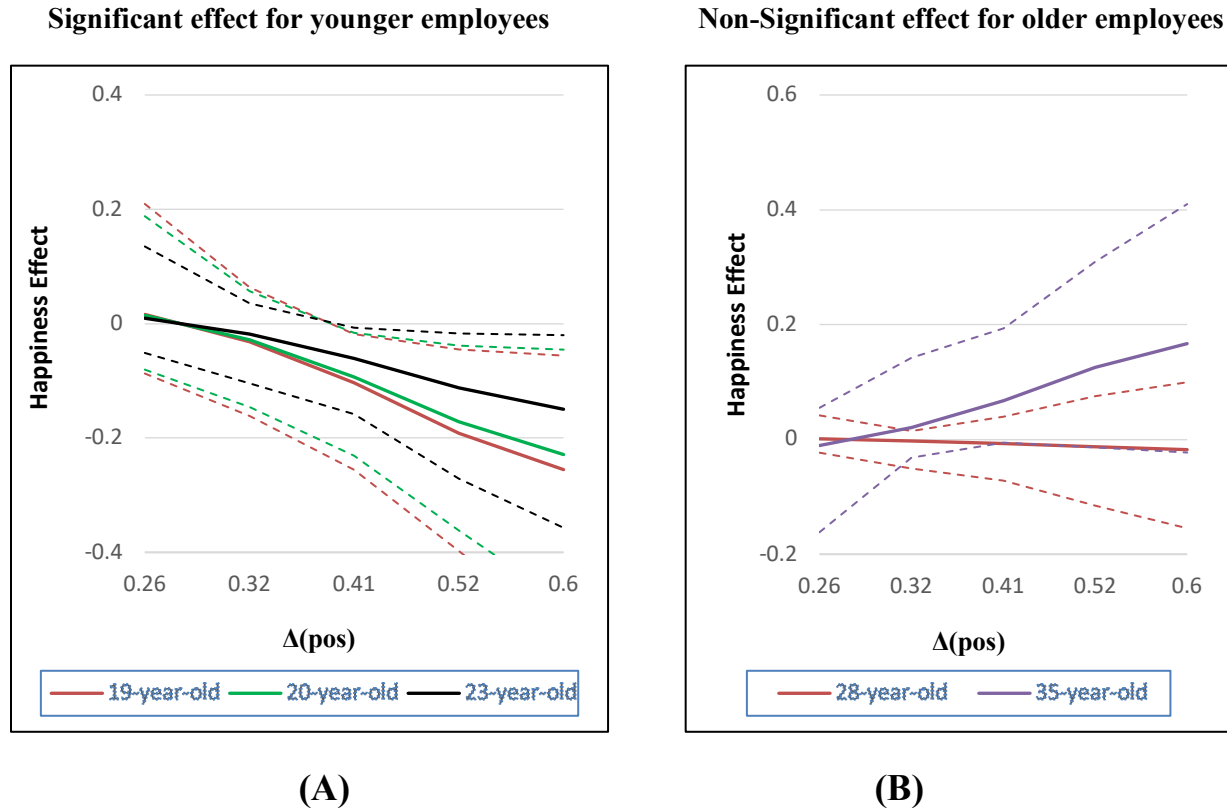 Significant effect for younger employees
Non-Significant effect for older employees
0.4
0.2
0
-0.2
-0.4
Happiness Effect
0.26 0.32 0.41 0.52 0.6
Δ(pos)
19-year-old 20-year-old 23-year-old
(A)
0.6
0.4
0.2
0
-0.2
Happiness Effect
0.26 0.32 0.41 0.52 0.6
Δ(pos)
28-year-old 35-year-old
(B)